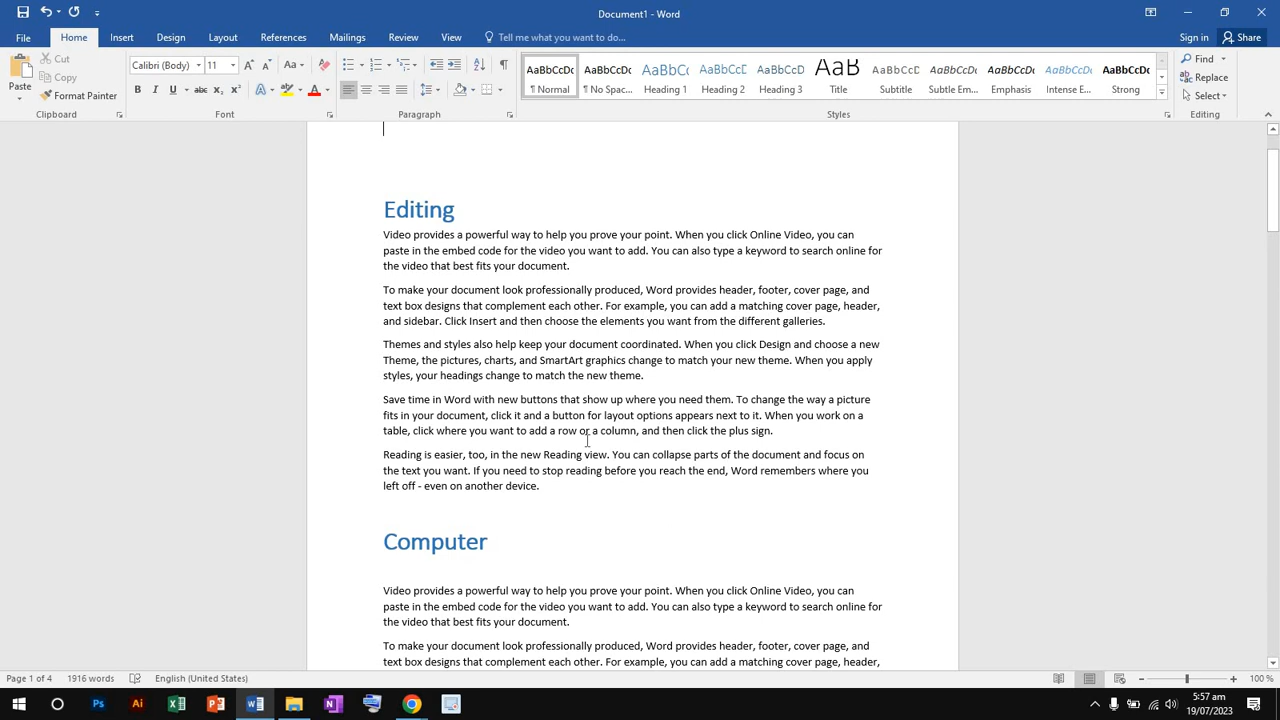 Document1 - Word
File Home Insert Design Layout References Mailings Review View Tell me what you want to do... Sign in Share
Paste Cut Copy Format Painter Clipboard
Calibri (Body) 11 Aa B I U abc X₂ X² A A Font
Paragraph
AaBbCcDc AaBbCcDc AaBbCc AaBbCcD AaBbCcDc AaB AaBbCcDc AaBbCcDc AaBbCcDc AaBbCcDc AaBbCcDc
¶ Normal ¶ No Spac... Heading 1 Heading 2 Heading 3 Title Subtitle Subtle Em... Emphasis Intense E... Strong
Styles
Find
Replace
Select
Editing
Editing
Video provides a powerful way to help you prove your point. When you click Online Video, you can
paste in the embed code for the video you want to add. You can also type a keyword to search online for
the video that best fits your document.
To make your document look professionally produced, Word provides header, footer, cover page, and
text box designs that complement each other. For example, you can add a matching cover page, header,
and sidebar. Click Insert and then choose the elements you want from the different galleries.
Themes and styles also help keep your document coordinated. When you click Design and choose a new
Theme, the pictures, charts, and SmartArt graphics change to match your new theme. When you apply
styles, your headings change to match the new theme.
Save time in Word with new buttons that show up where you need them. To change the way a picture
fits in your document, click it and a button for layout options appears next to it. When you work on a
table, click where you want to add a row or a column, and then click the plus sign.
Reading is easier, too, in the new Reading view. You can collapse parts of the document and focus on
the text you want. If you need to stop reading before you reach the end, Word remembers where you
left off - even on another device.
Computer
Video provides a powerful way to help you prove your point. When you click Online Video, you can
paste in the embed code for the video you want to add. You can also type a keyword to search online for
the video that best fits your document.
To make your document look professionally produced, Word provides header, footer, cover page, and
text box designs that complement each other. For example, you can add a matching cover page, header,
Page 1 of 4 1916 words English (United States) 100 %
5:57 am
19/07/2023